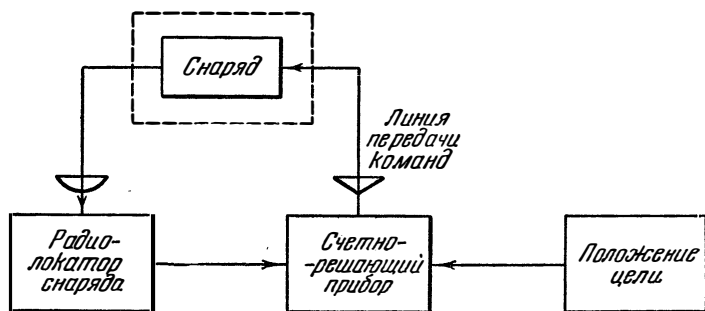 Снаряд
Линия
передачи
команд
Радио-
локатор
снаряда
Счетно-
-решающий
прибор
Положение
цели